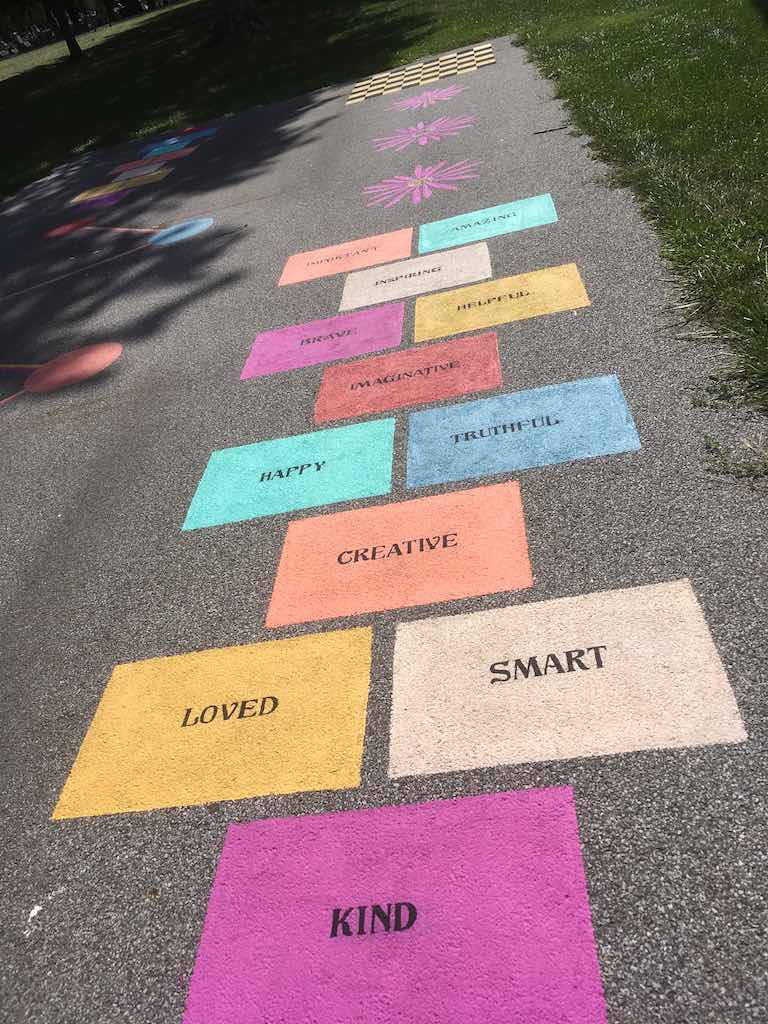 IMPORTANT AMAZING
INSPIRING
BRAVE HELPFUL
IMAGINATIVE
HAPPY TRUTHFUL
CREATIVE
LOVED SMART
KIND